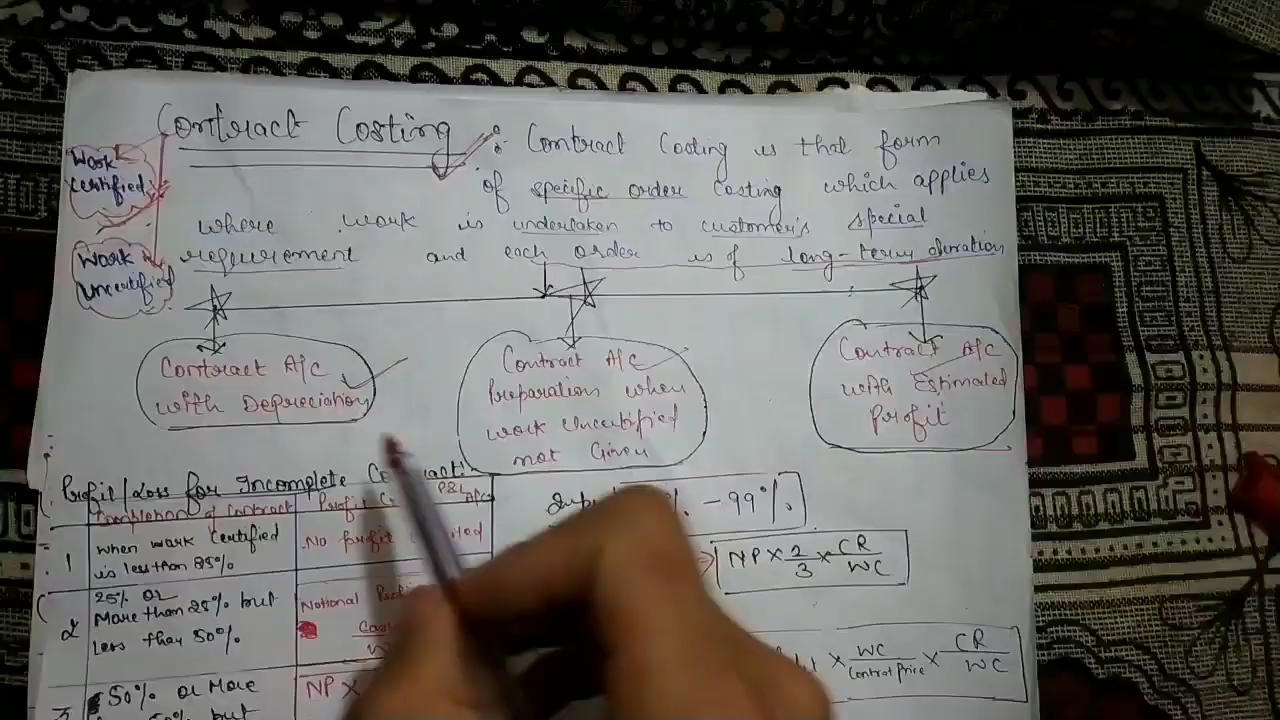 Contract Costing :- Contract Costing is that form
of specific order costing which applies
where work is undertaken to customer's special
requirement and each order is of long-term duration
Work
certified
Work
Uncertified
Contract A/C
with Depreciation
Contract A/C
Preparation when
work Uncertified
not Given
Contract A/C
with Estimated
Profit
Profit/Loss for Incomplete
Completion of Contract
P&L A/C
1
when work certified
is less than 25%
No profit
2
25% or
More than 25% but
less than 50%
Notional
50% or More
but
NP X
- 99%
NP X 2/3 X CR/WC
X WC/Contract Price X CR/WC